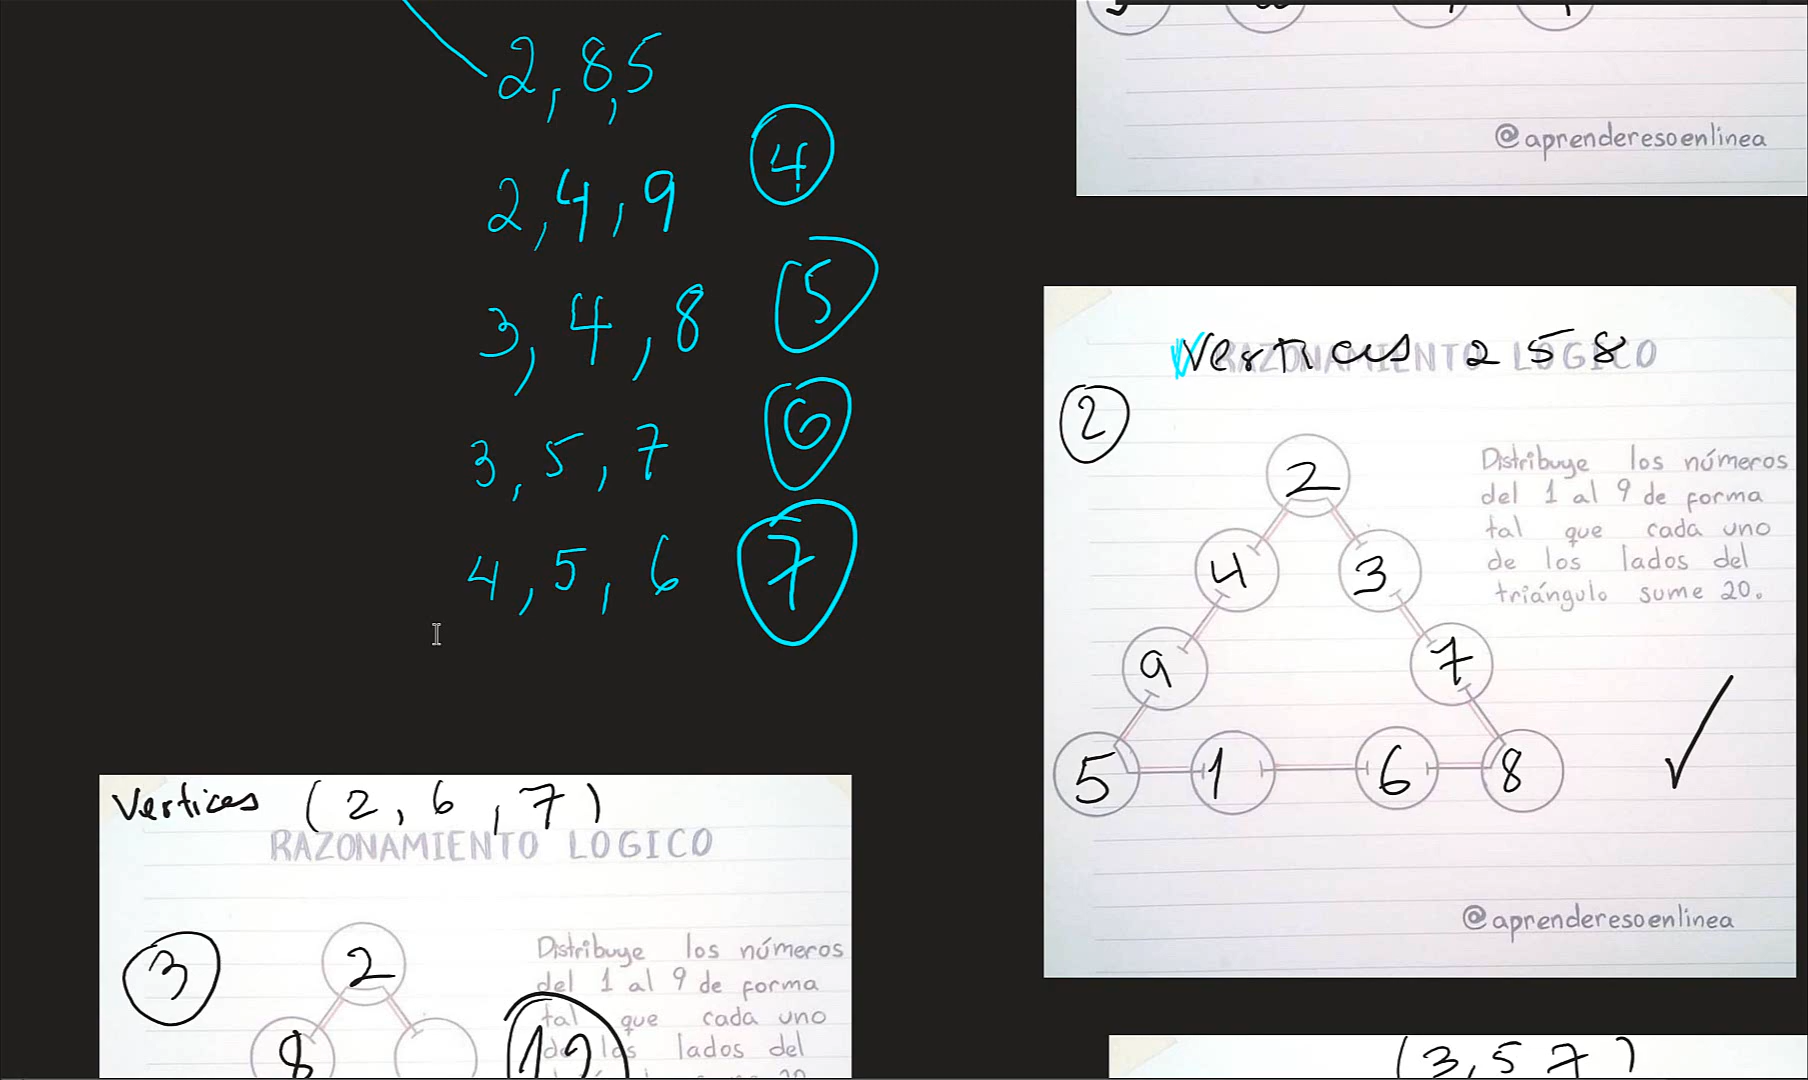 2, 8, 5
@aprenderesoenlinea
4
2, 4, 9
5
3, 4, 8
6
3, 5, 7
7
4, 5, 6
Vertices 2 5 8
RAZONAMIENTO LOGICO
2
Distribuye los números
del 1 al 9 de forma
tal que cada uno
de los lados del
triángulo sume 20.
2
4 3
9 7
5 1 6 8
@aprenderesoenlinea
Vertices (2, 6, 7)
RAZONAMIENTO LOGICO
3
Distribuye los números
del 1 al 9 de forma
tal que cada uno
de los lados del
2
8
(3, 5 7)